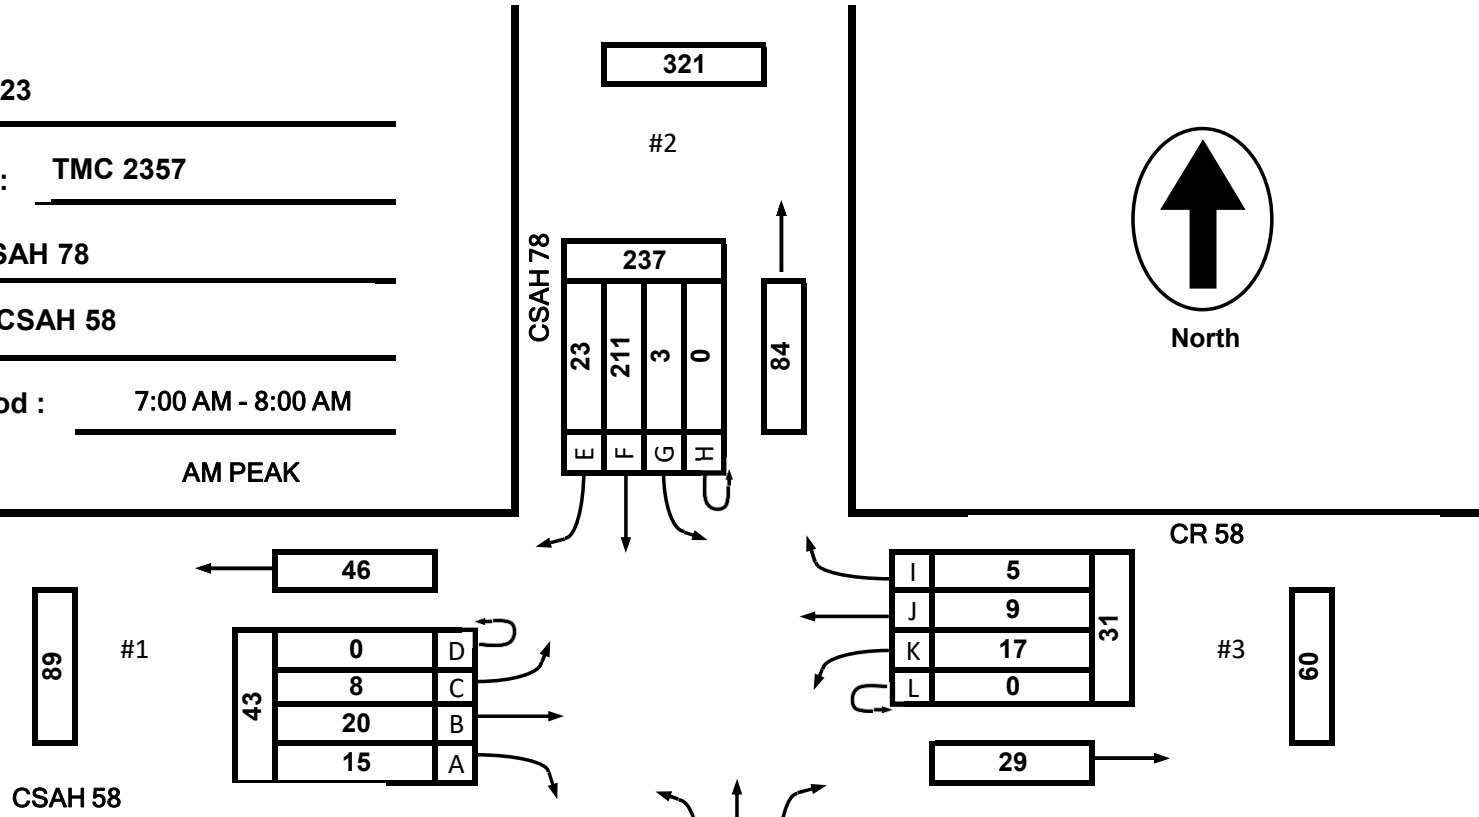 23
: TMC 2357
SAH 78
CSAH 58
od : 7:00 AM - 8:00 AM
AM PEAK
321
#2
CSAH 78
237
23 211 3 0
E F G H
84
North
CR 58
46
89
#1
43
0 D
8 C
20 B
15 A
CSAH 58
I 5
J 9
K 17
L 0
31
#3
60
29